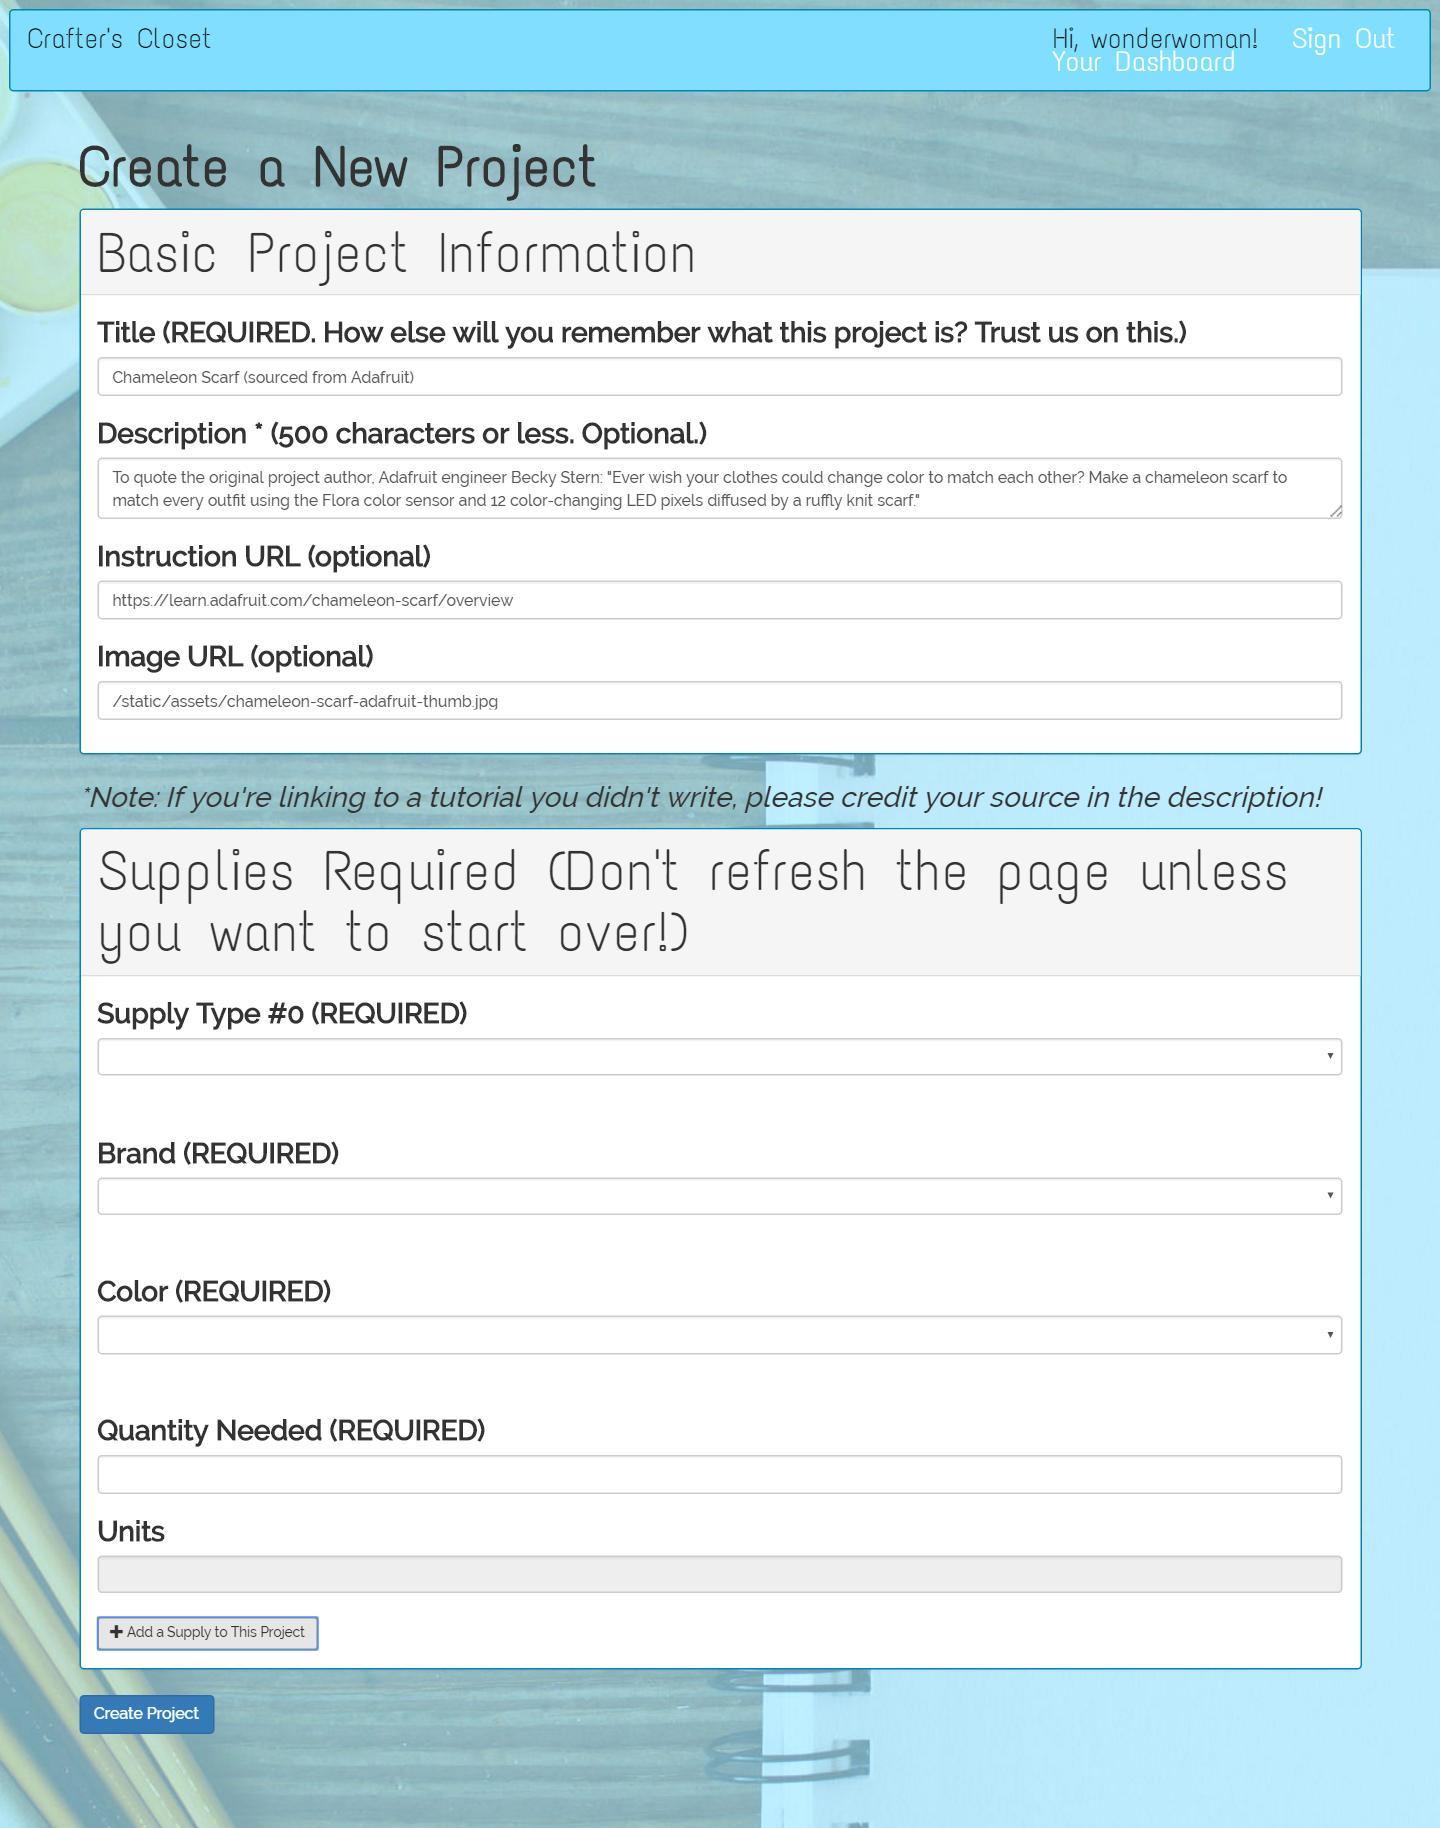 Crafter's Closet
Hi, wonderwoman!
Sign Out
Your Dashboard
Create a New Project
Basic Project Information
Title (REQUIRED. How else will you remember what this project is? Trust us on this.)
Chameleon Scarf (sourced from Adafruit)
Description * (500 characters or less. Optional.)
To quote the original project author, Adafruit engineer Becky Stern: "Ever wish your clothes could change color to match each other? Make a chameleon scarf to
match every outfit using the Flora color sensor and 12 color-changing LED pixels diffused by a ruffly knit scarf."
Instruction URL (optional)
https://learn.adafruit.com/chameleon-scarf/overview
Image URL (optional)
/static/assets/chameleon-scarf-adafruit-thumb.jpg
*Note: If you're linking to a tutorial you didn't write, please credit your source in the description!
Supplies Required (Don't refresh the page unless
you want to start over!)
Supply Type #0 (REQUIRED)
Brand (REQUIRED)
Color (REQUIRED)
Quantity Needed (REQUIRED)
Units
Add a Supply to This Project
Create Project